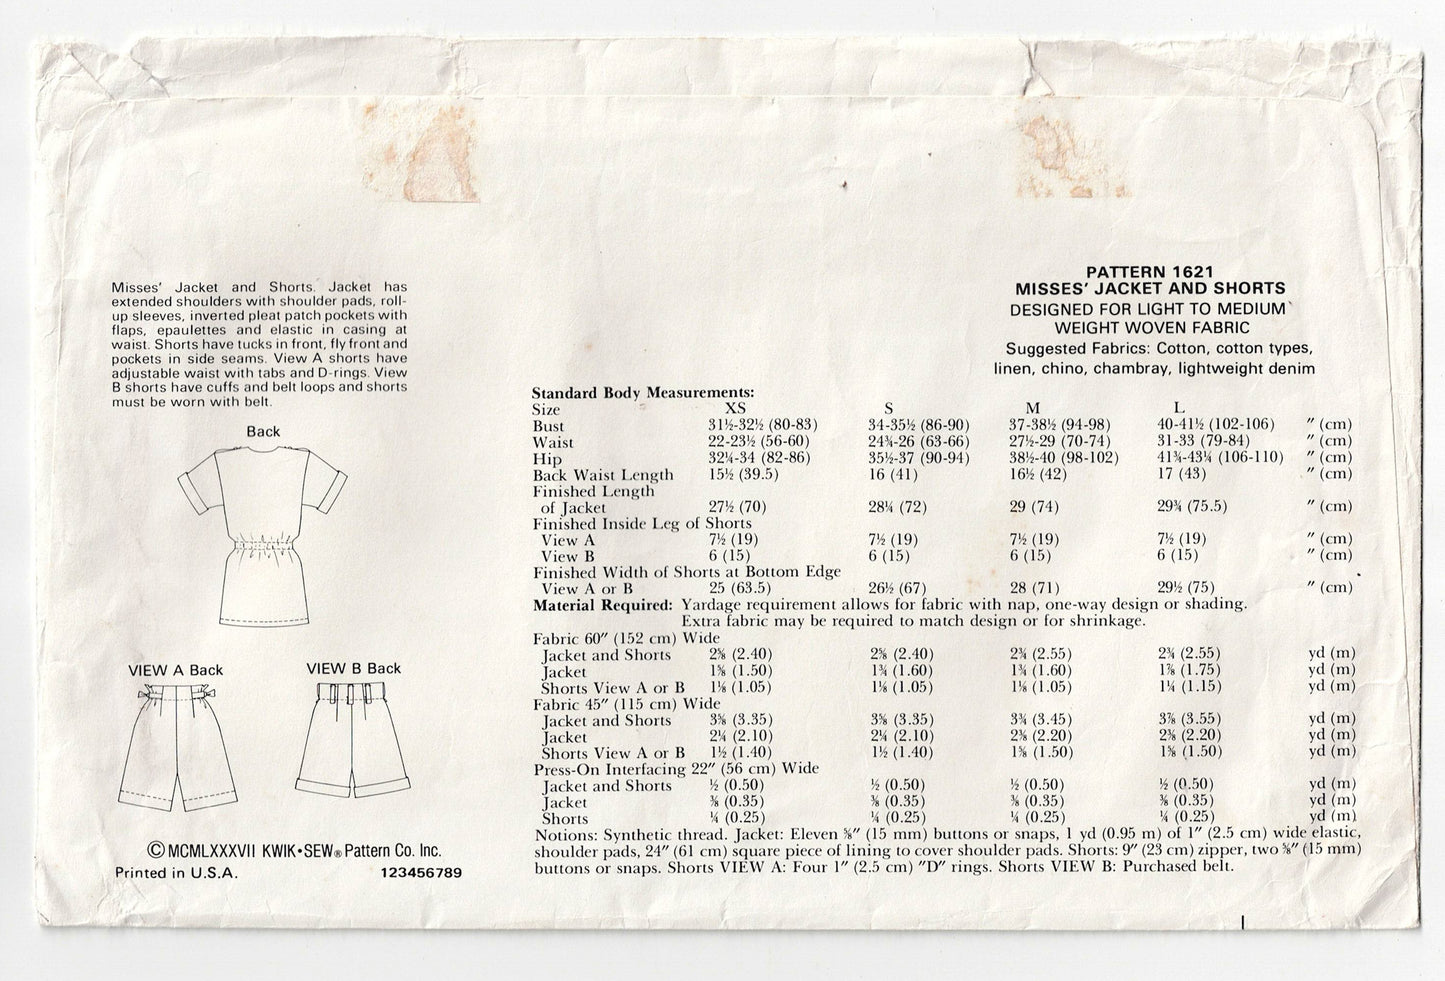 Misses' Jacket and Shorts. Jacket has
extended shoulders with shoulder pads, roll-
up sleeves, inverted pleat patch pockets with
flaps, epaulettes and elastic in casing at
waist. Shorts have tucks in front, fly front and
pockets in side seams. View A shorts have
adjustable waist with tabs and D-rings. View
B shorts have cuffs and belt loops and shorts
must be worn with belt.
Back
VIEW A Back
VIEW B Back
©MCMLXXXVII KWIK•SEW® Pattern Co. Inc.
Printed in U.S.A. 123456789
PATTERN 1621
MISSES' JACKET AND SHORTS
DESIGNED FOR LIGHT TO MEDIUM
WEIGHT WOVEN FABRIC
Suggested Fabrics: Cotton, cotton types,
linen, chino, chambray, lightweight denim
Standard Body Measurements:
Size XS S M L
Bust 31½-32½ (80-83) 34-35½ (86-90) 37-38½ (94-98) 40-41½ (102-106) ″ (cm)
Waist 22-23½ (56-60) 24¾-26 (63-66) 27½-29 (70-74) 31-33 (79-84) ″ (cm)
Hip 32¼-34 (82-86) 35½-37 (90-94) 38½-40 (98-102) 41¾-43¼ (106-110) ″ (cm)
Back Waist Length 15½ (39.5) 16 (41) 16½ (42) 17 (43) ″ (cm)
Finished Length
of Jacket 27½ (70) 28¼ (72) 29 (74) 29¾ (75.5) ″ (cm)
Finished Inside Leg of Shorts
View A 7½ (19) 7½ (19) 7½ (19) 7½ (19) ″ (cm)
View B 6 (15) 6 (15) 6 (15) 6 (15) ″ (cm)
Finished Width of Shorts at Bottom Edge
View A or B 25 (63.5) 26½ (67) 28 (71) 29½ (75) ″ (cm)
Material Required: Yardage requirement allows for fabric with nap, one-way design or shading.
Extra fabric may be required to match design or for shrinkage.
Fabric 60″ (152 cm) Wide
Jacket and Shorts 2⅝ (2.40) 2⅝ (2.40) 2¾ (2.55) 2¾ (2.55) yd (m)
Jacket 1⅝ (1.50) 1¾ (1.60) 1¾ (1.60) 1⅞ (1.75) yd (m)
Shorts View A or B 1⅛ (1.05) 1⅛ (1.05) 1⅛ (1.05) 1¼ (1.15) yd (m)
Fabric 45″ (115 cm) Wide
Jacket and Shorts 3⅝ (3.35) 3⅝ (3.35) 3¾ (3.45) 3⅞ (3.55) yd (m)
Jacket 2¼ (2.10) 2¼ (2.10) 2⅜ (2.20) 2⅜ (2.20) yd (m)
Shorts View A or B 1½ (1.40) 1½ (1.40) 1⅝ (1.50) 1⅝ (1.50) yd (m)
Press-On Interfacing 22″ (56 cm) Wide
Jacket and Shorts ½ (0.50) ½ (0.50) ½ (0.50) ½ (0.50) yd (m)
Jacket ⅜ (0.35) ⅜ (0.35) ⅜ (0.35) ⅜ (0.35) yd (m)
Shorts ¼ (0.25) ¼ (0.25) ¼ (0.25) ¼ (0.25) yd (m)
Notions: Synthetic thread. Jacket: Eleven ⅝″ (15 mm) buttons or snaps, 1 yd (0.95 m) of 1″ (2.5 cm) wide elastic,
shoulder pads, 24″ (61 cm) square piece of lining to cover shoulder pads. Shorts: 9″ (23 cm) zipper, two ⅝″ (15 mm)
buttons or snaps. Shorts VIEW A: Four 1″ (2.5 cm) "D" rings. Shorts VIEW B: Purchased belt.